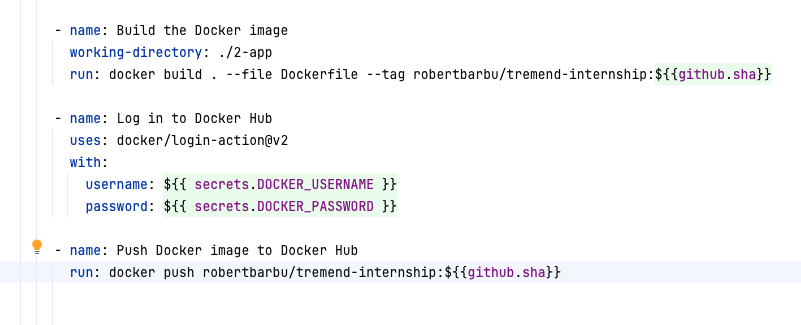 - name: Build the Docker image
working-directory: ./2-app
run: docker build . --file Dockerfile --tag robertbarbu/tremend-internship:${{github.sha}}
- name: Log in to Docker Hub
uses: docker/login-action@v2
with:
username: ${{ secrets.DOCKER_USERNAME }}
password: ${{ secrets.DOCKER_PASSWORD }}
- name: Push Docker image to Docker Hub
run: docker push robertbarbu/tremend-internship:${{github.sha}}